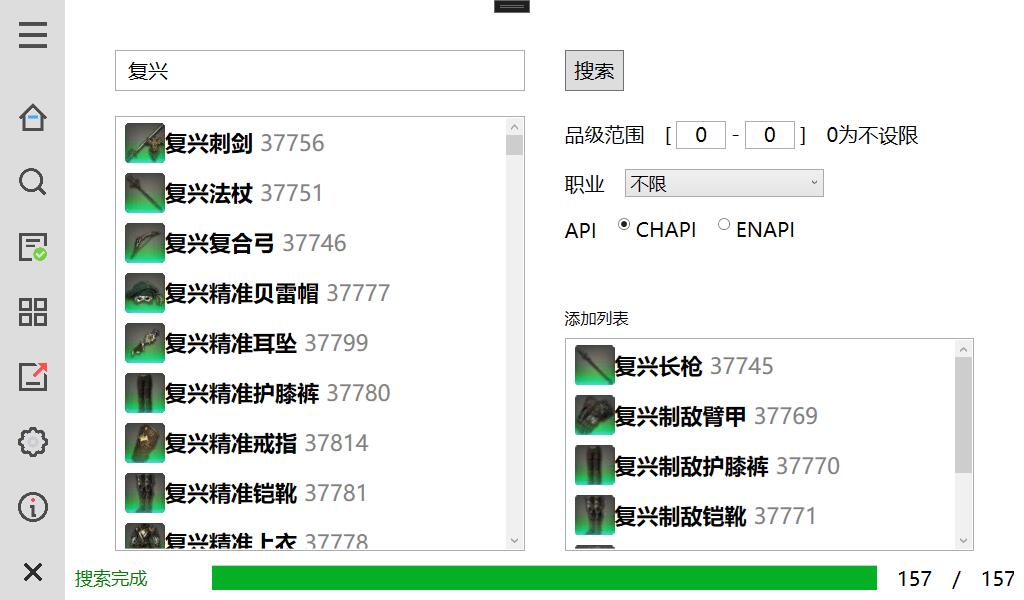 复兴
搜索
复兴刺剑 37756
复兴法杖 37751
复兴复合弓 37746
复兴精准贝雷帽 37777
复兴精准耳坠 37799
复兴精准护膝裤 37780
复兴精准戒指 37814
复兴精准铠靴 37781
复兴精准上衣 37778
品级范围 [ 0 - 0 ] 0为不设限
职业 不限
API CHAPI ENAPI
添加列表
复兴长枪 37745
复兴制敌臂甲 37769
复兴制敌护膝裤 37770
复兴制敌铠靴 37771
搜索完成
157 / 157